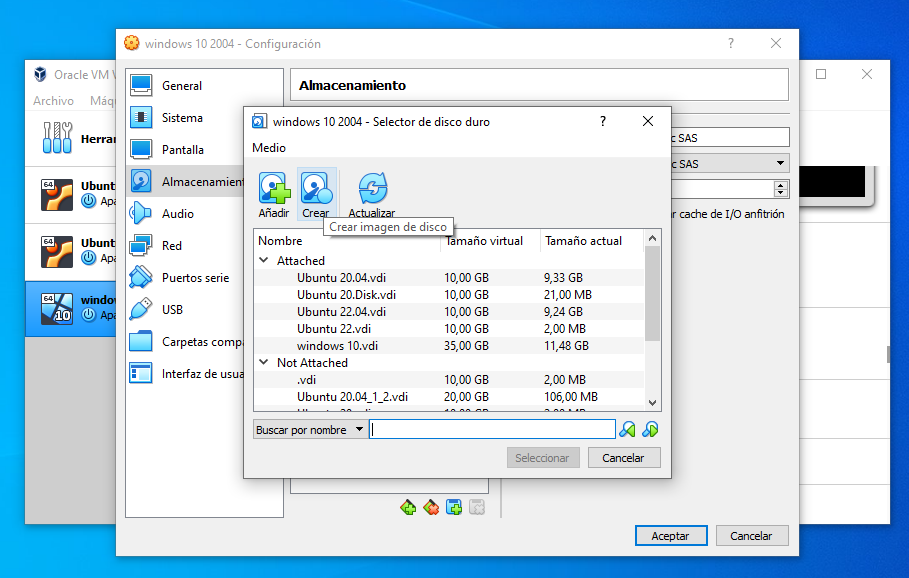 windows 10 2004 - Configuración
?
Oracle VM V
Archivo Máq
Herra
64
Ubunt
Apa
64
Ubunt
Apa
64
10
windo
Apa
General
Sistema
Pantalla
Almacenamient
Audio
Red
Puertos serie
USB
Carpetas compa
Interfaz de usua
Almacenamiento
c SAS
c SAS
r cache de I/O anfitrión
windows 10 2004 - Selector de disco duro
?
Medio
Añadir Crear Actualizar
Crear imagen de disco
Nombre Tamaño virtual Tamaño actual
Attached
Ubuntu 20.04.vdi 10,00 GB 9,33 GB
Ubuntu 20.Disk.vdi 10,00 GB 21,00 MB
Ubuntu 22.04.vdi 10,00 GB 9,24 GB
Ubuntu 22.vdi 10,00 GB 2,00 MB
windows 10.vdi 35,00 GB 11,48 GB
Not Attached
.vdi 10,00 GB 2,00 MB
Ubuntu 20.04_1_2.vdi 20,00 GB 106,00 MB
Buscar por nombre
Seleccionar Cancelar
Aceptar Cancelar